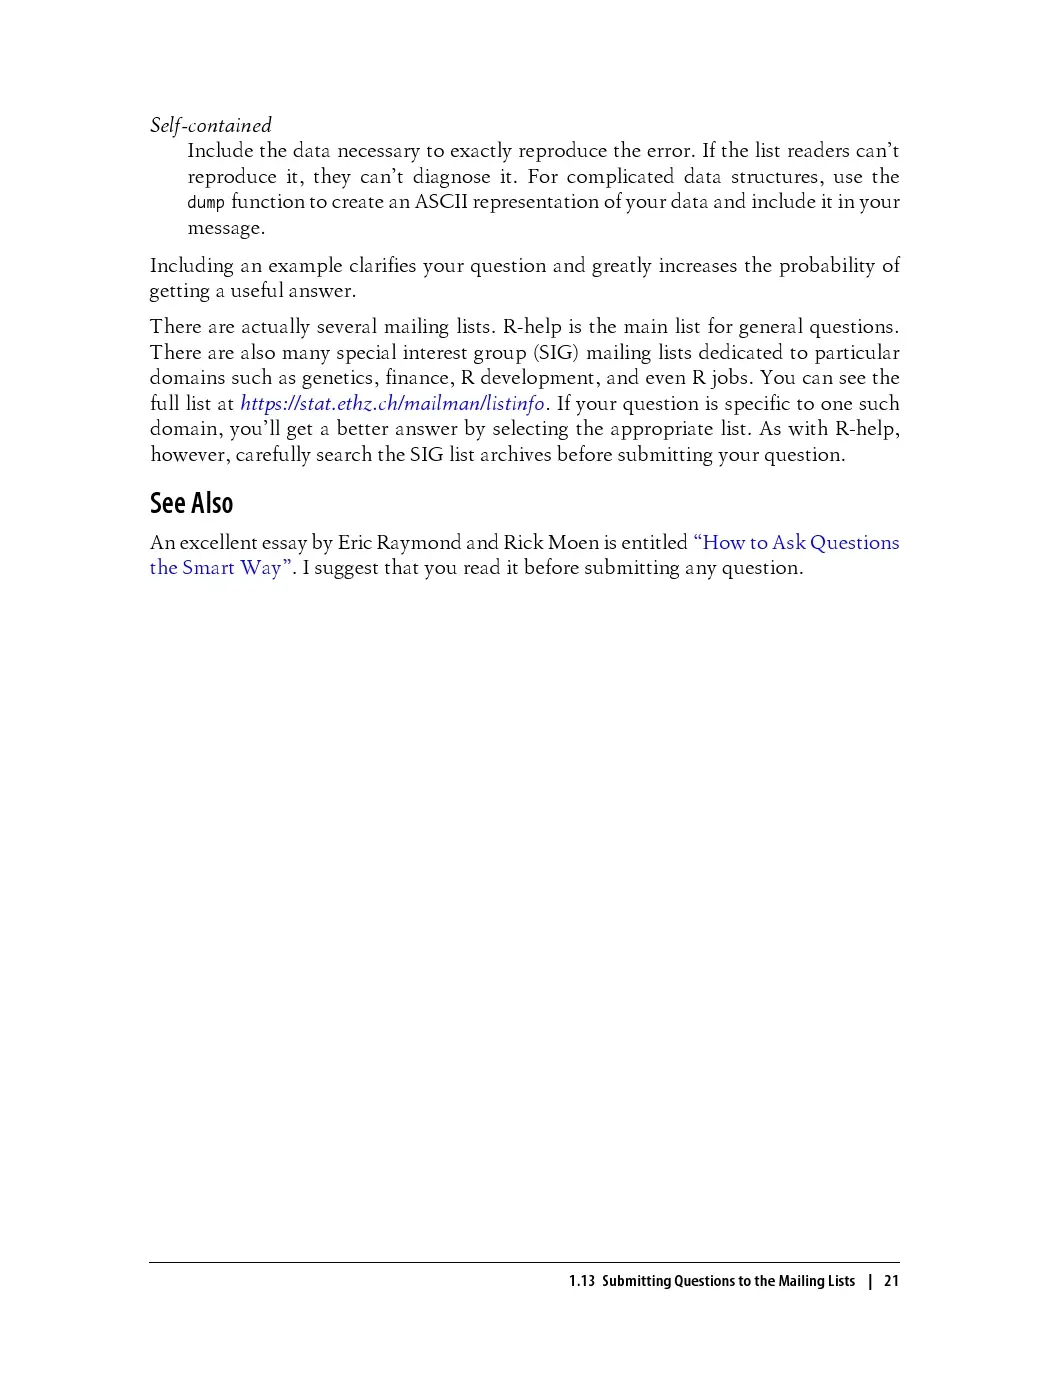 Self-contained
Include the data necessary to exactly reproduce the error. If the list readers can’t
reproduce it, they can’t diagnose it. For complicated data structures, use the
dump function to create an ASCII representation of your data and include it in your
message.
Including an example clarifies your question and greatly increases the probability of
getting a useful answer.
There are actually several mailing lists. R-help is the main list for general questions.
There are also many special interest group (SIG) mailing lists dedicated to particular
domains such as genetics, finance, R development, and even R jobs. You can see the
full list at https://stat.ethz.ch/mailman/listinfo. If your question is specific to one such
domain, you’ll get a better answer by selecting the appropriate list. As with R-help,
however, carefully search the SIG list archives before submitting your question.
See Also
An excellent essay by Eric Raymond and Rick Moen is entitled “How to Ask Questions
the Smart Way”. I suggest that you read it before submitting any question.
1.13 Submitting Questions to the Mailing Lists | 21